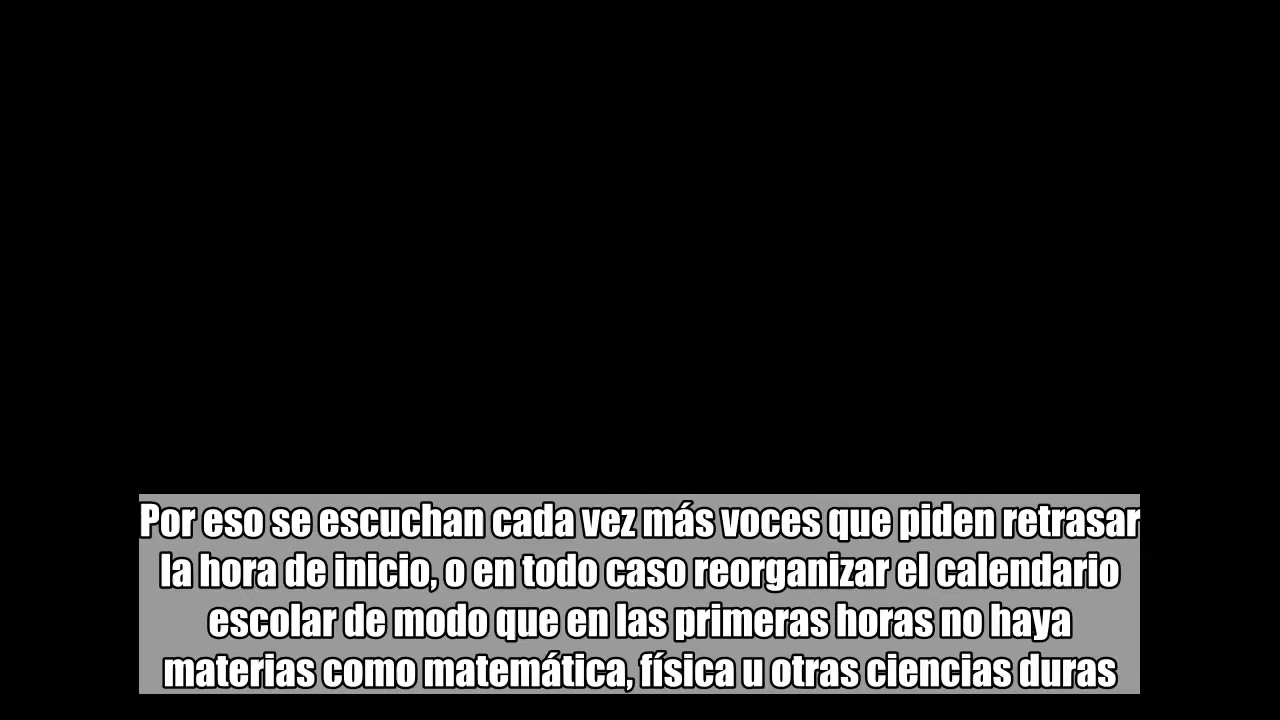 Por eso se escuchan cada vez más voces que piden retrasar
la hora de inicio, o en todo caso reorganizar el calendario
escolar de modo que en las primeras horas no haya
materias como matemática, física u otras ciencias duras